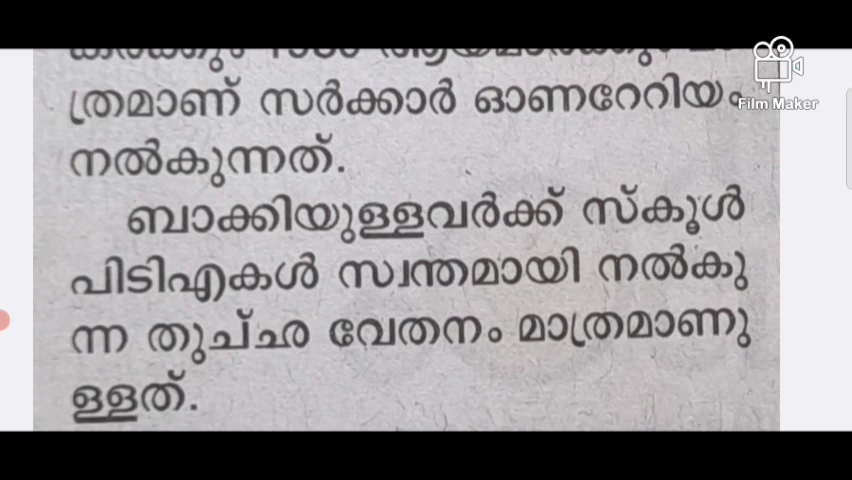 ത്രമാണ് സർക്കാർ ഓണറേറിയം
നൽകുന്നത്.
ബാക്കിയുള്ളവർക്ക് സ്കൂൾ
പിടിഎകൾ സ്വന്തമായി നൽകു
ന്ന തുച്ഛ വേതനം മാത്രമാണു
ള്ളത്.
Film Maker